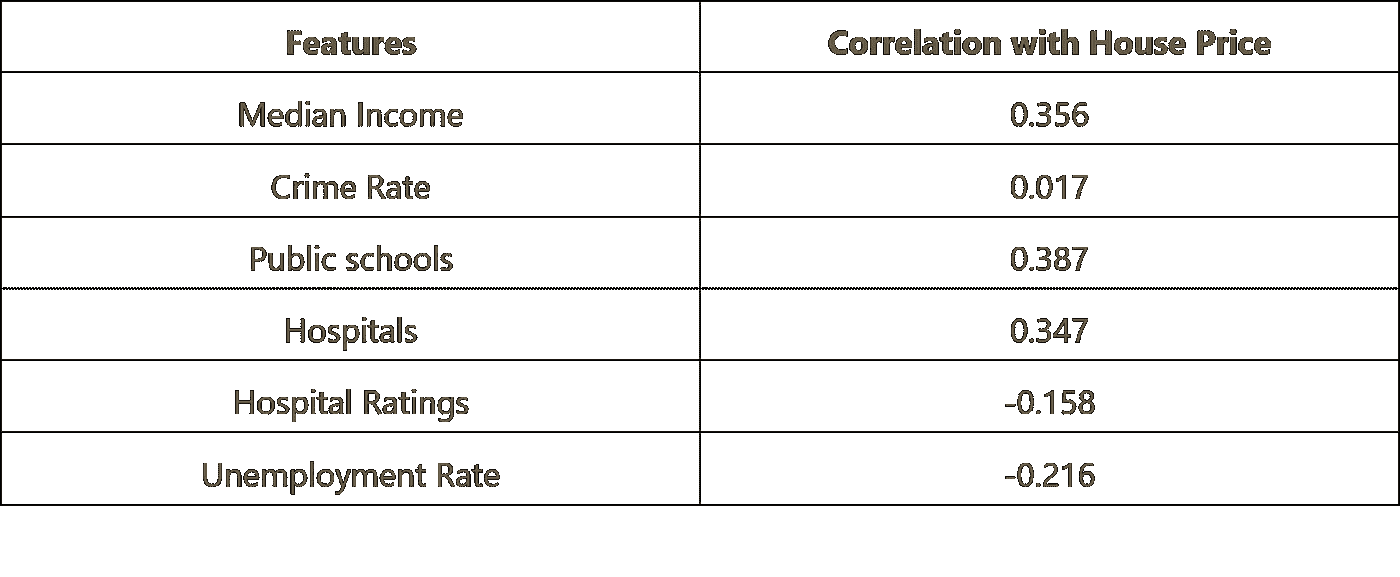 Features Correlation with House Price
Median Income 0.356
Crime Rate 0.017
Public schools 0.387
Hospitals 0.347
Hospital Ratings -0.158
Unemployment Rate -0.216